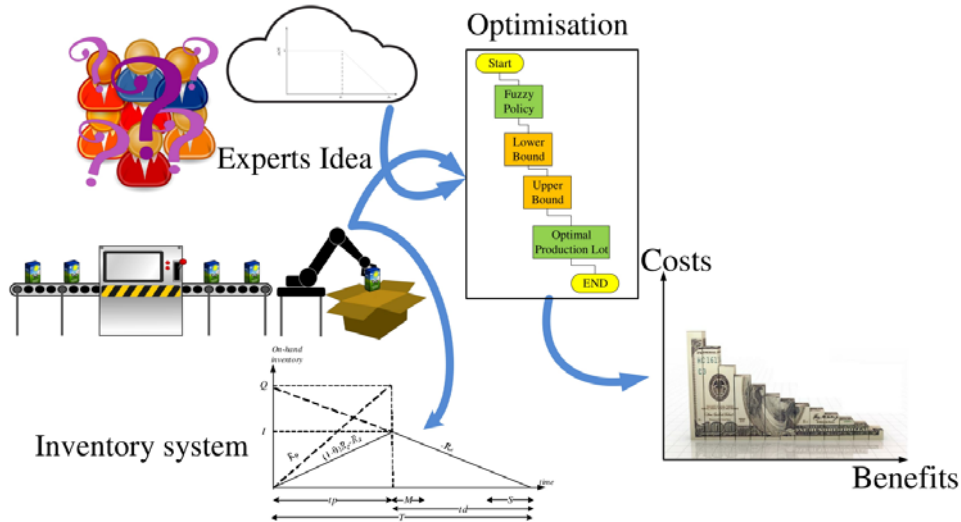 Optimisation
Start
Fuzzy
Policy
Lower
Bound
Upper
Bound
Optimal
Production Lot
END
Experts Idea
Costs
On-hand
inventory
Q
I
time
tp
M
S
td
T
Inventory system
Benefits